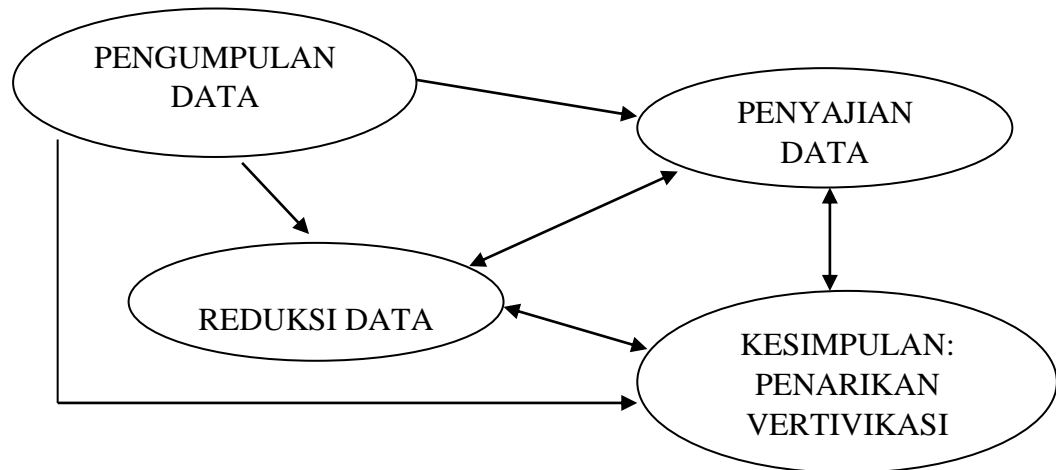 PENGUMPULAN
DATA
PENYAJIAN
DATA
REDUKSI DATA
KESIMPULAN:
PENARIKAN
VERTIVIKASI